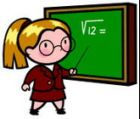 √12 =